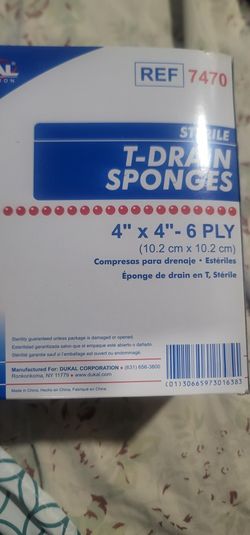 AL
TION
REF 7470
STERILE
T-DRAIN
SPONGES
4" x 4"- 6 PLY
(10.2 cm x 10.2 cm)
Compresas para drenaje • Estériles
Éponge de drain en T, Stérile
Sterility guaranteed unless package is damaged or opened.
Esterilidad garantizada salvo que el empaque esté abierto o dañado.
Stérilité garantie sauf si l'emballage est ouvert ou endommagé.
Manufactured For: DUKAL CORPORATION • (631) 656-3800
Ronkonkoma, NY 11779 • www.dukal.com
Made in China, Hecho en China, Fabriqué en Chine.
(01)30665973016383(